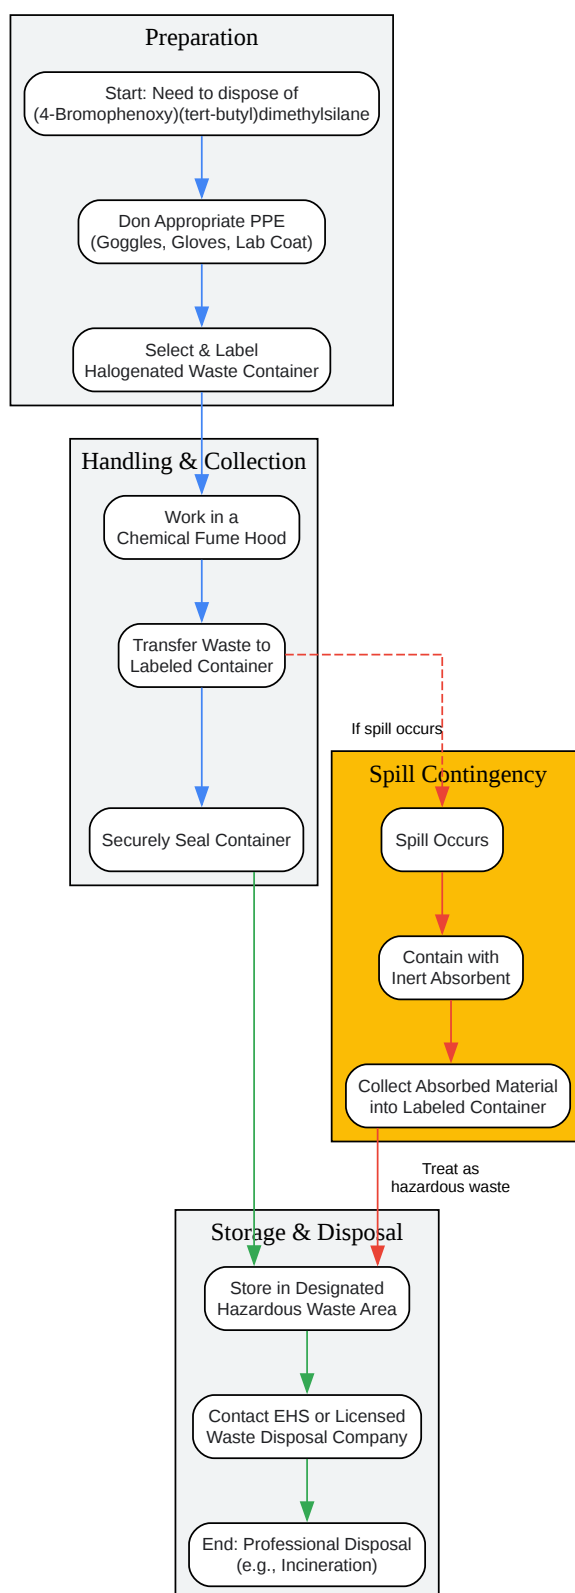 Preparation
Start: Need to dispose of
(4-Bromophenoxy)(tert-butyl)dimethylsilane
Don Appropriate PPE
(Goggles, Gloves, Lab Coat)
Select & Label
Halogenated Waste Container
Handling & Collection
Work in a
Chemical Fume Hood
Transfer Waste to
Labeled Container
If spill occurs
Securely Seal Container
Spill Contingency
Spill Occurs
Contain with
Inert Absorbent
Collect Absorbed Material
into Labeled Container
Treat as
hazardous waste
Storage & Disposal
Store in Designated
Hazardous Waste Area
Contact EHS or Licensed
Waste Disposal Company
End: Professional Disposal
(e.g., Incineration)